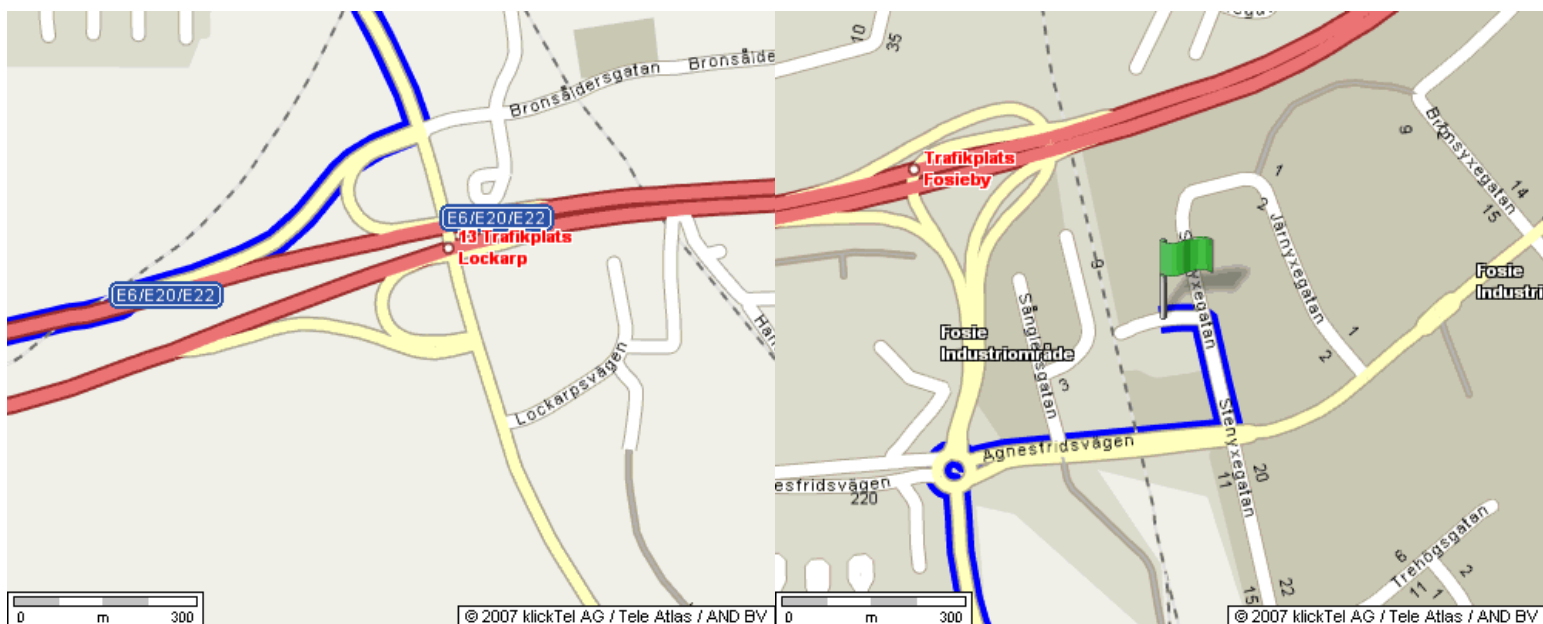 Bronsåldersgatan
Bronsålde
E6/E20/E22
13 Trafikplats
Lockarp
E6/E20/E22
Lockarpsvägen
0 m 300
© 2007 klickTel AG / Tele Atlas / AND BV
10
35
Trafikplats
Fosieby
9
14
15
1
2
Järnyxegatan
Fosie
Industri
9
Fosie
Industriområde
1
2
3
Stenyxegatan
Agnesfridsvägen
esfridsvägen
220
20
11
6
Trehögsgatan
2
11
1
22
15
0 m 300
© 2007 klickTel AG / Tele Atlas / AND BV